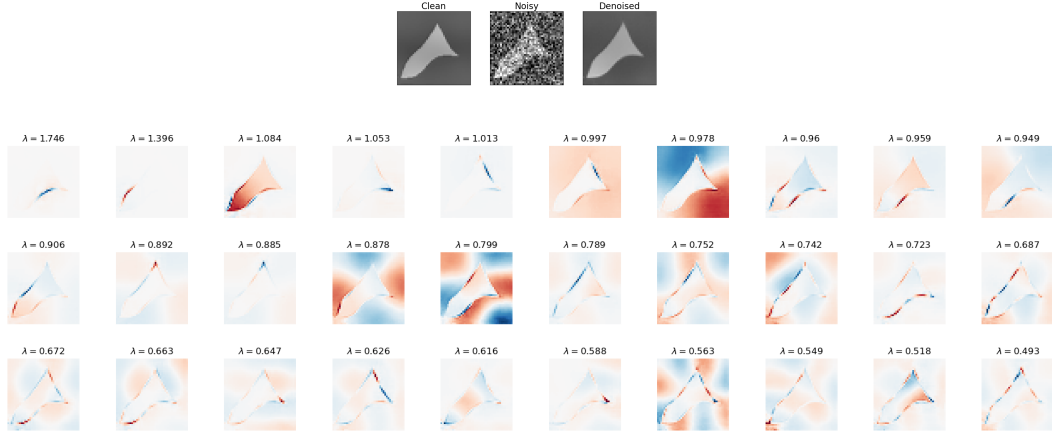 Clean Noisy Denoised
λ = 1.746 λ = 1.396 λ = 1.084 λ = 1.053 λ = 1.013 λ = 0.997 λ = 0.978 λ = 0.96 λ = 0.959 λ = 0.949
λ = 0.906 λ = 0.892 λ = 0.885 λ = 0.878 λ = 0.799 λ = 0.789 λ = 0.752 λ = 0.742 λ = 0.723 λ = 0.687
λ = 0.672 λ = 0.663 λ = 0.647 λ = 0.626 λ = 0.616 λ = 0.588 λ = 0.563 λ = 0.549 λ = 0.518 λ = 0.493